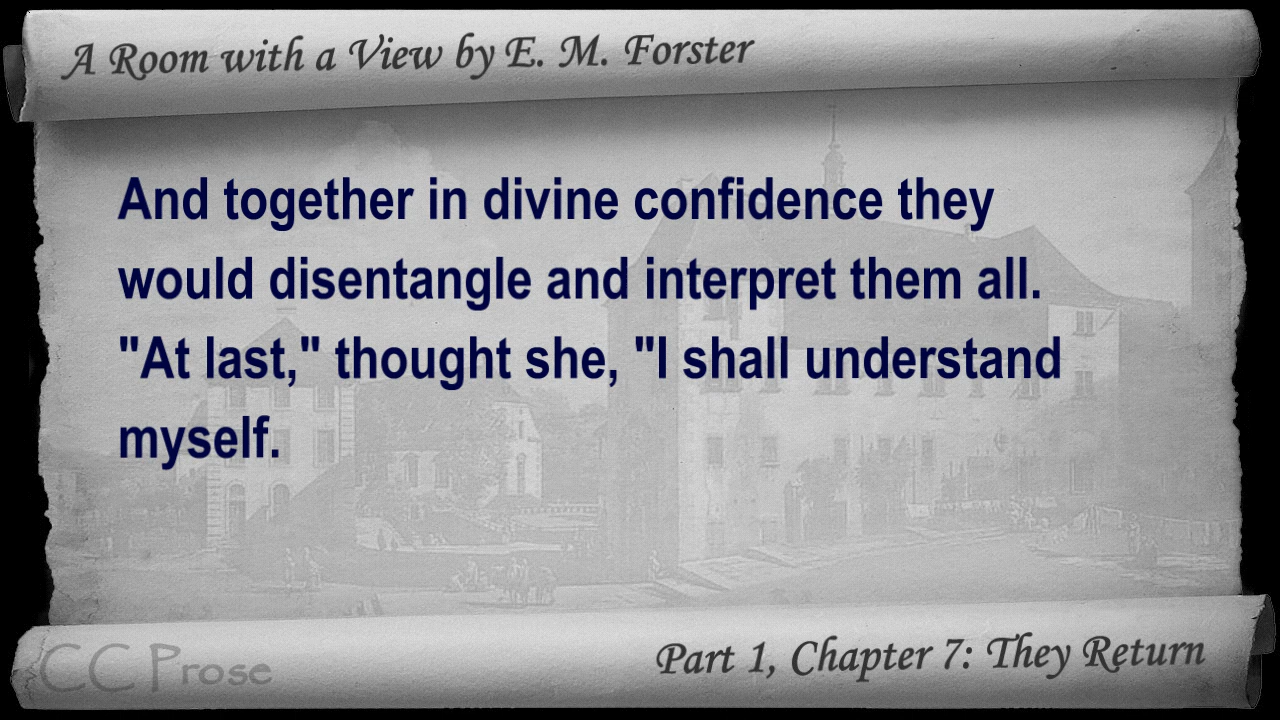 A Room with a View by E. M. Forster
And together in divine confidence they
would disentangle and interpret them all.
"At last," thought she, "I shall understand
myself.
CC Prose
Part 1, Chapter 7: They Return